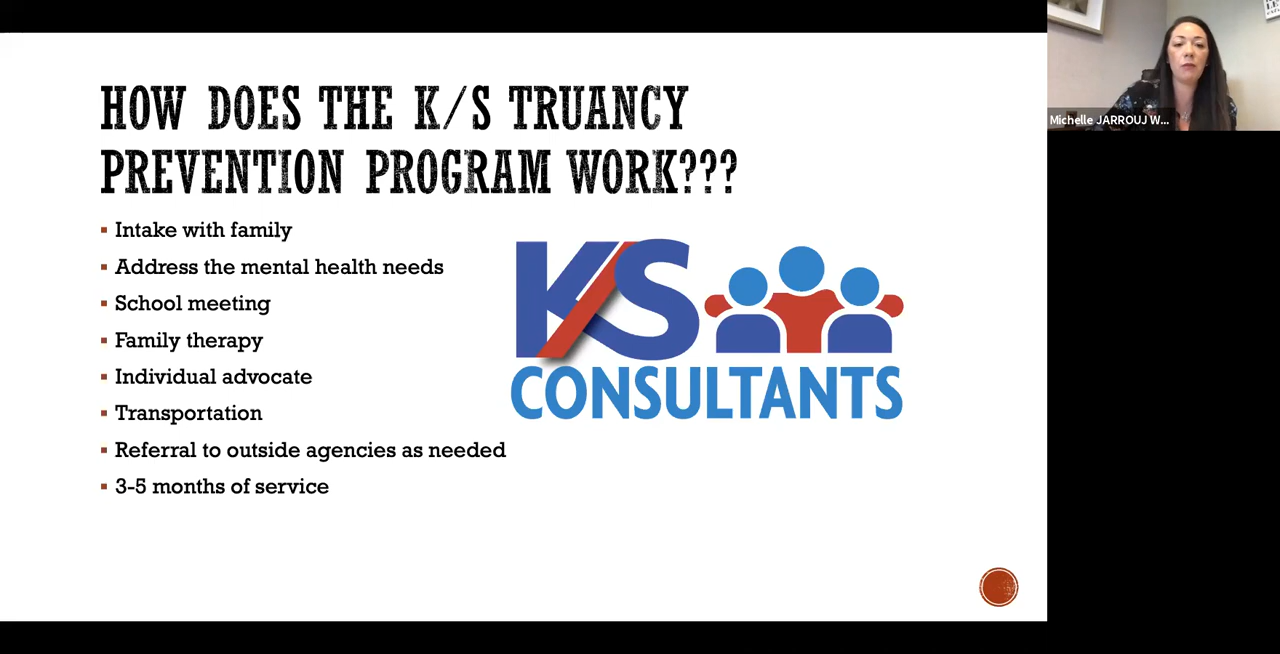 HOW DOES THE K/S TRUANCY
PREVENTION PROGRAM WORK???
Intake with family
Address the mental health needs
School meeting
Family therapy
Individual advocate
Transportation
Referral to outside agencies as needed
3-5 months of service
K/S
CONSULTANTS
Michelle JARROUJ W...